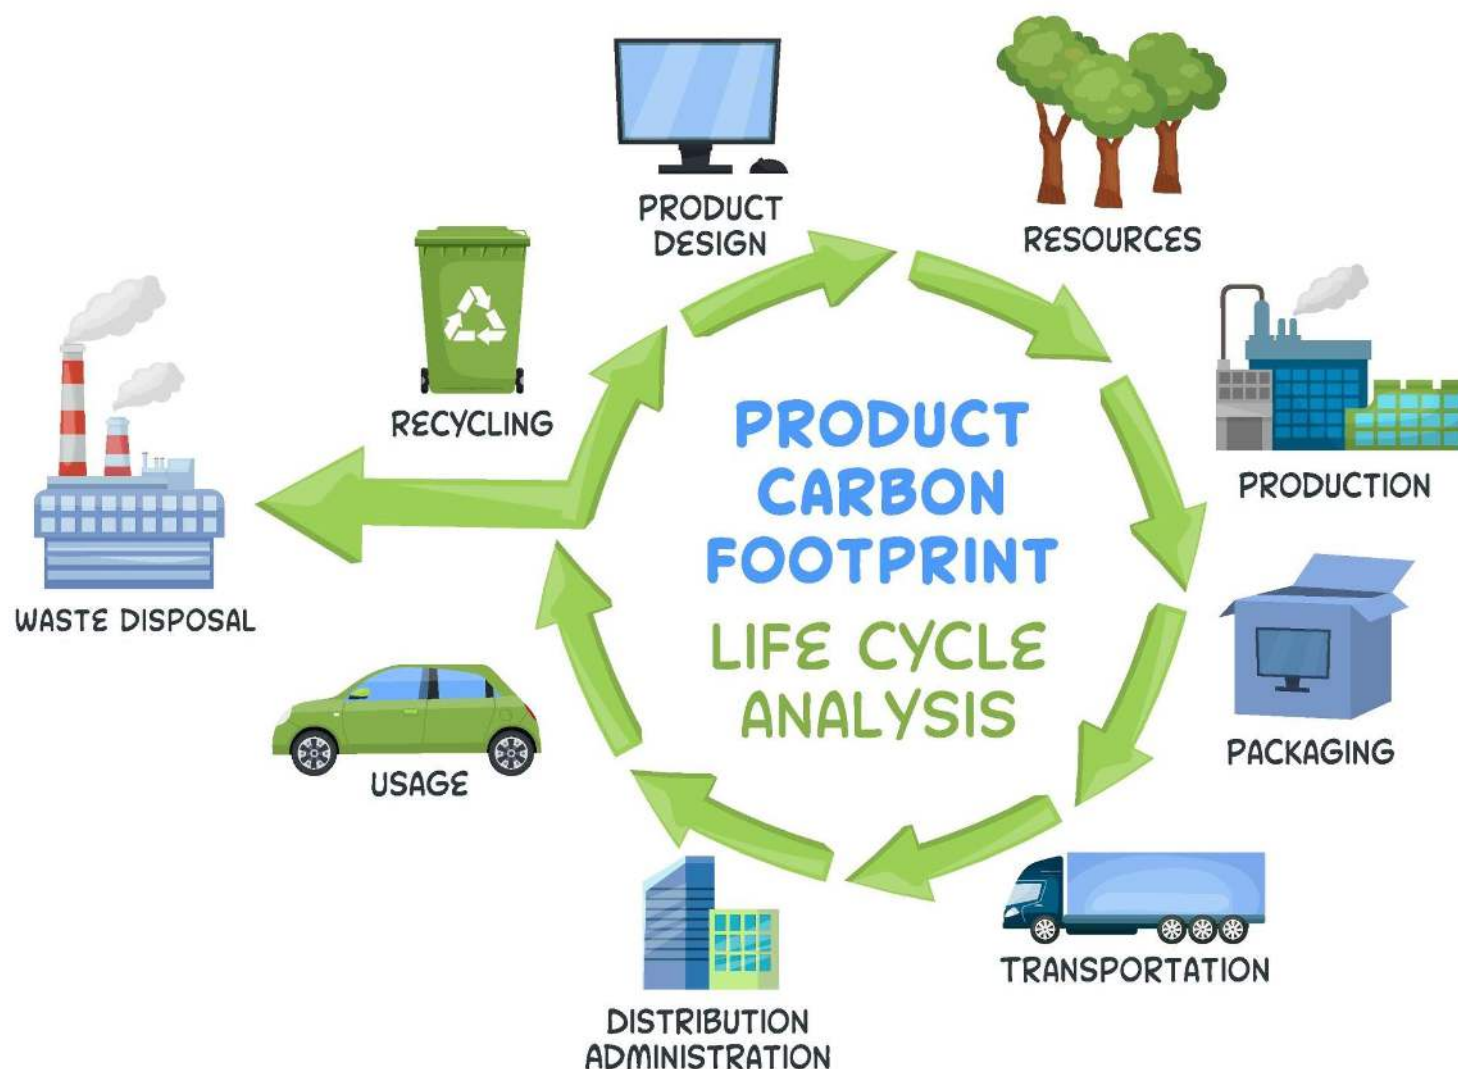 PRODUCT
DESIGN
RESOURCES
PRODUCTION
PACKAGING
TRANSPORTATION
DISTRIBUTION
ADMINISTRATION
USAGE
WASTE DISPOSAL
RECYCLING
PRODUCT
CARBON
FOOTPRINT
LIFE CYCLE
ANALYSIS